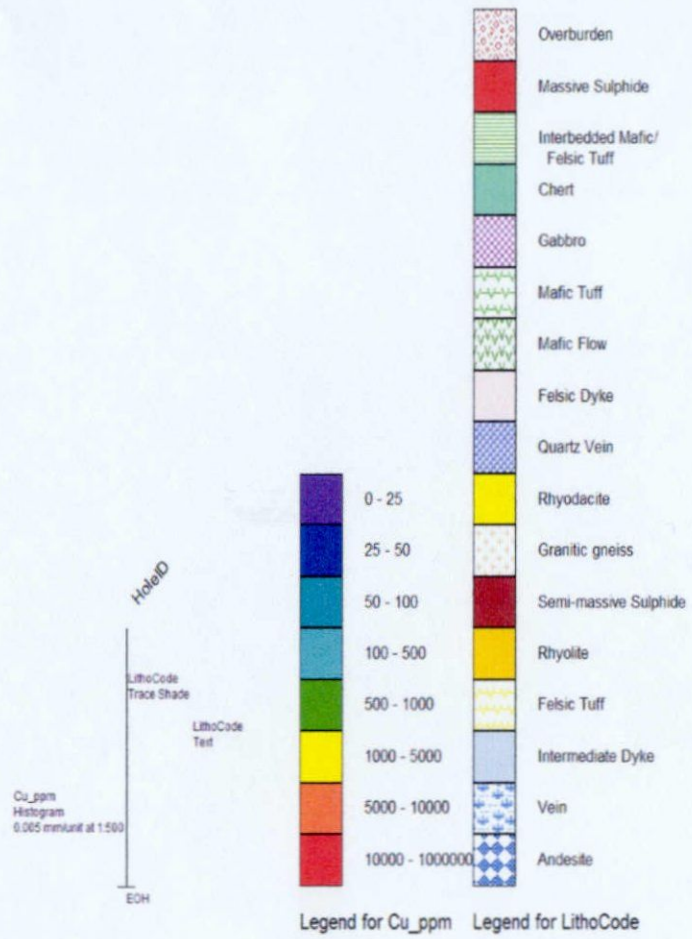 Overburden
Massive Sulphide
Interbedded Mafic/
Felsic Tuff
Chert
Gabbro
Mafic Tuff
Mafic Flow
Felsic Dyke
Quartz Vein
Rhyodacite
Granitic gneiss
Semi-massive Sulphide
Rhyolite
Felsic Tuff
Intermediate Dyke
Vein
Andesite
Legend for LithoCode
0 - 25
25 - 50
50 - 100
100 - 500
500 - 1000
1000 - 5000
5000 - 10000
10000 - 1000000
Legend for Cu_ppm
HoleID
LithoCode
Trace Shade
LithoCode
Text
Cu_ppm
Histogram
0.005 mm/unit at 1:500
EOH